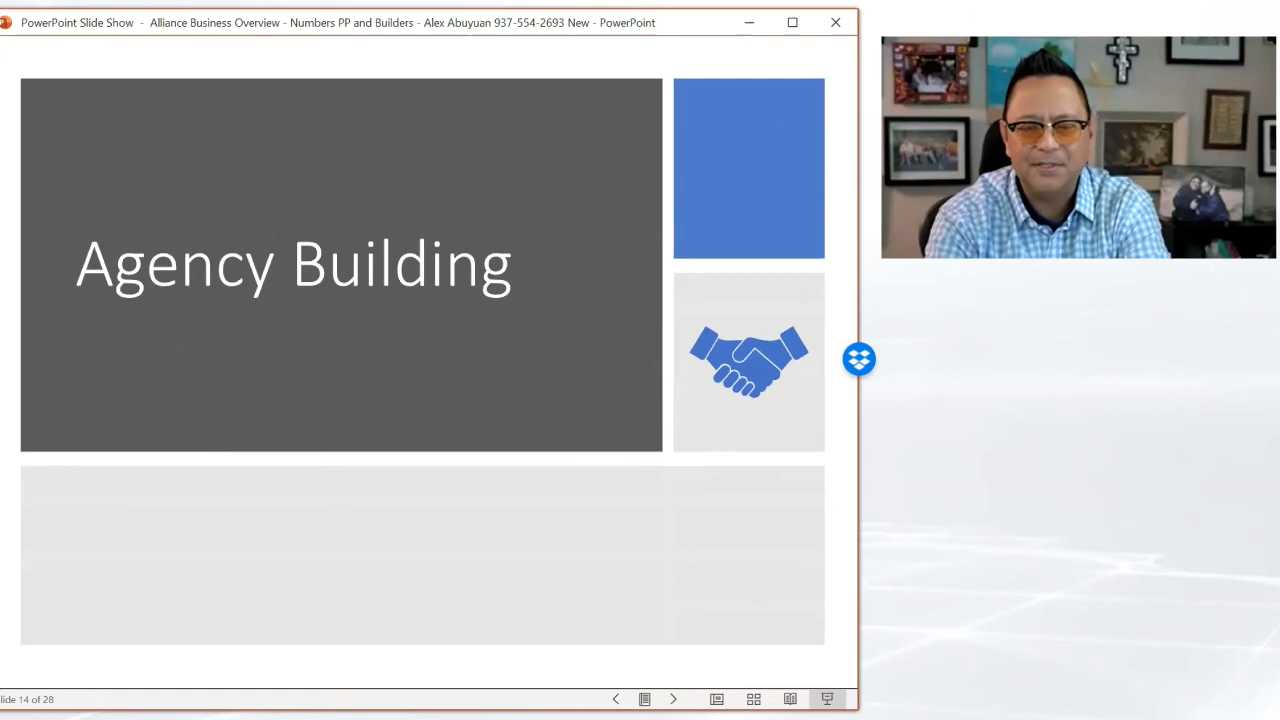 PowerPoint Slide Show - Alliance Business Overview - Numbers PP and Builders - Alex Abuyuan 937-554-2693 New - PowerPoint
Agency Building
lide 14 of 28